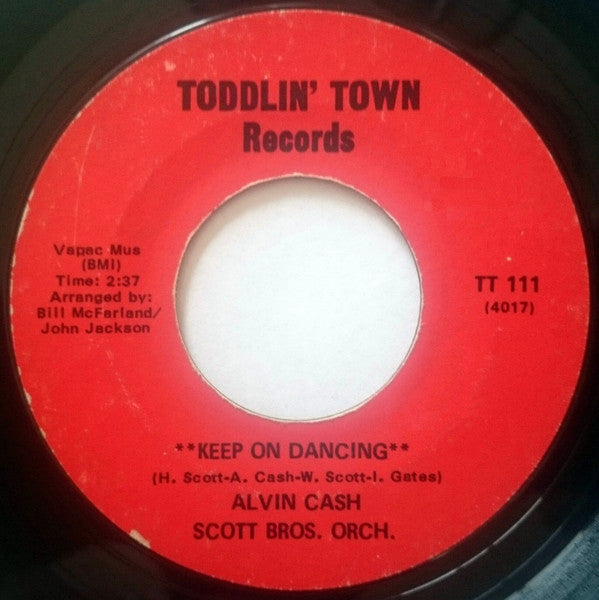 TODDLIN' TOWN
Records
Vapac Mus
(BMI)
Time: 2:37
Arranged by:
Bill McFarland/
John Jackson
TT 111
(4017)
**KEEP ON DANCING**
(H. Scott-A. Cash-W. Scott-I. Gates)
ALVIN CASH
SCOTT BROS. ORCH.